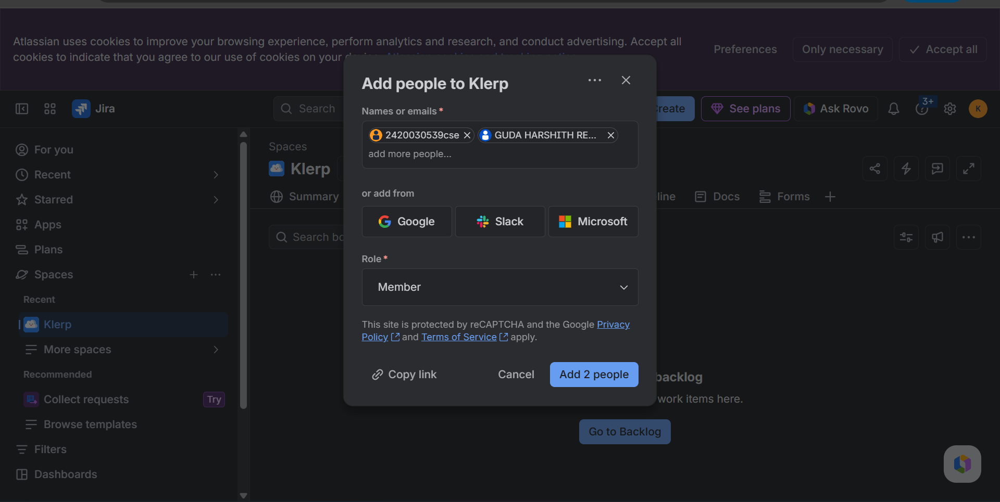 Atlassian uses cookies to improve your browsing experience, perform analytics and research, and conduct advertising. Accept all
cookies to indicate that you agree to our use of cookies on your
Preferences
Only necessary
Accept all
Jira
Search
See plans
Ask Rovo
3+
K
For you
Recent
Starred
Apps
Plans
Spaces
Recent
Klerp
More spaces
Recommended
Collect requests
Try
Browse templates
Filters
Dashboards
Spaces
Klerp
Summary
Docs
Forms
Search
Add people to Klerp
Names or emails *
2420030539cse
GUDA HARSHITH RE...
add more people...
or add from
Google
Slack
Microsoft
Role *
Member
This site is protected by reCAPTCHA and the Google Privacy
Policy and Terms of Service apply.
Copy link
Cancel
Add 2 people
backlog
work items here.
Go to Backlog